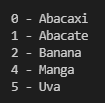 0 - Abacaxi
1 - Abacate
2 - Banana
4 - Manga
5 - Uva